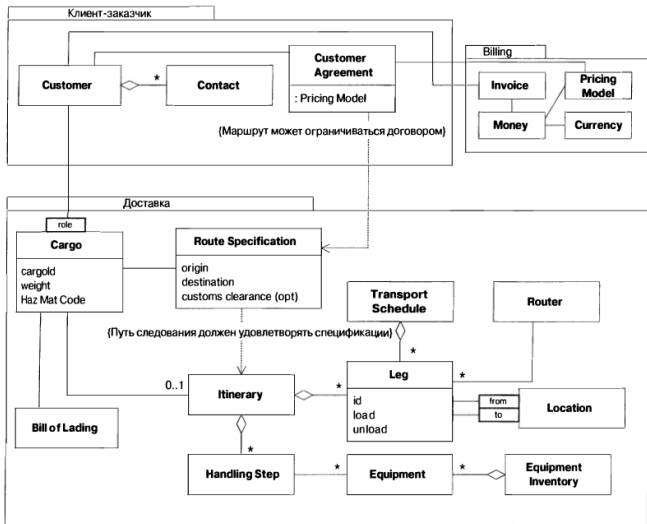 Клиент-заказчик
Customer
*
Contact
Customer
Agreement
: Pricing Model
Billing
Invoice
Pricing
Model
Money
Currency
{Маршрут может ограничиваться договором}
Доставка
role
Cargo
cargoId
weight
Haz Mat Code
Route Specification
origin
destination
customs clearance (opt)
Transport
Schedule
Router
{Путь следования должен удовлетворять спецификации}
*
*
0..1
Itinerary
*
Leg
id
load
unload
from
to
Location
Bill of Lading
*
Handling Step
*
Equipment
*
Equipment
Inventory